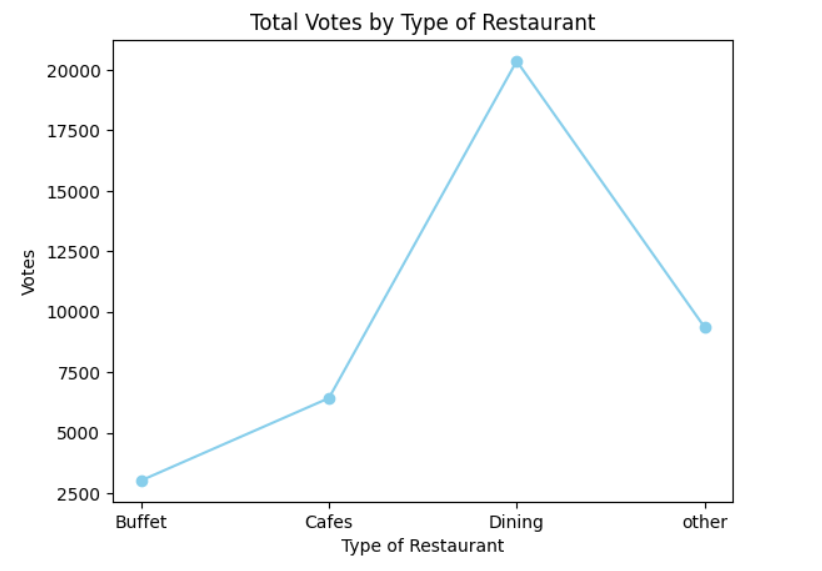 Total Votes by Type of Restaurant
20000
17500
15000
12500
10000
7500
5000
2500
Votes
Buffet Cafes Dining other
Type of Restaurant